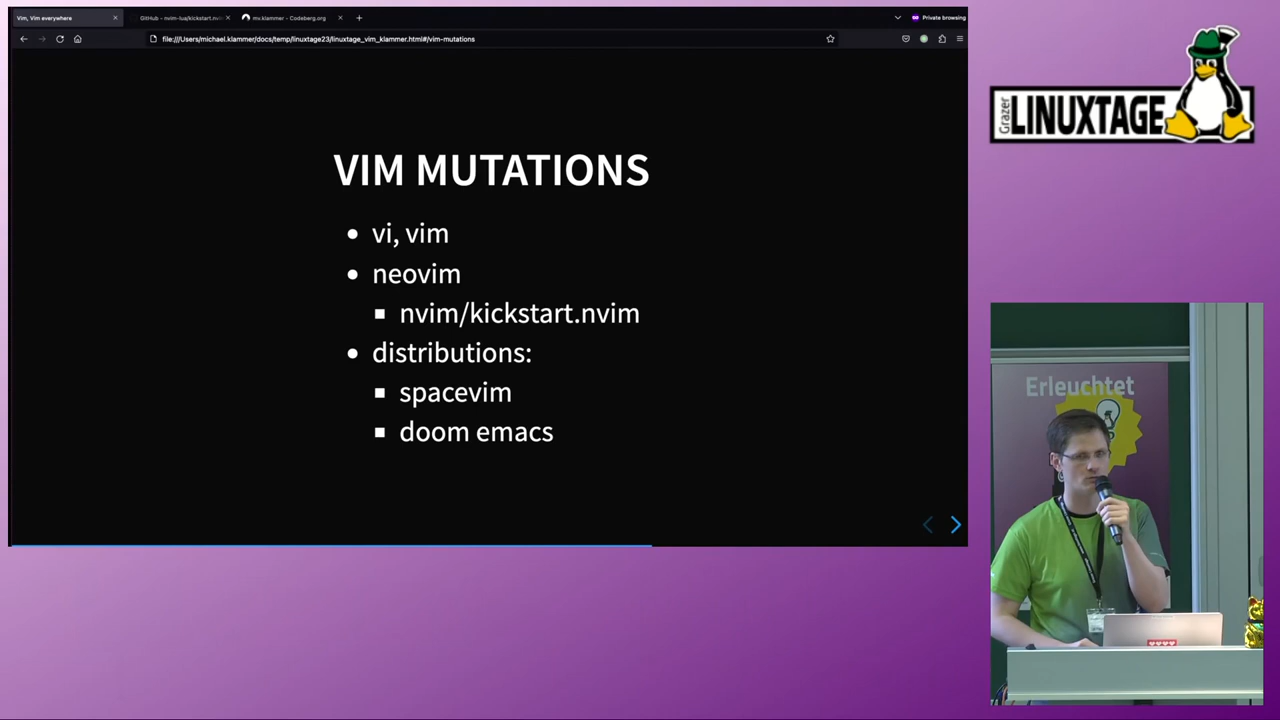 Vim, Vim everywhere
GitHub - nvim-lua/kickstart.nvi
mv.klammer - Codeberg.org
Private browsing
file:///Users/michael.klammer/docs/temp/linuxtage23/linuxtage_vim_klammer.html#/vim-mutations
VIM MUTATIONS
vi, vim
neovim
nvim/kickstart.nvim
distributions:
spacevim
doom emacs
Grazer
LINUXTAGE
Erleuchtet